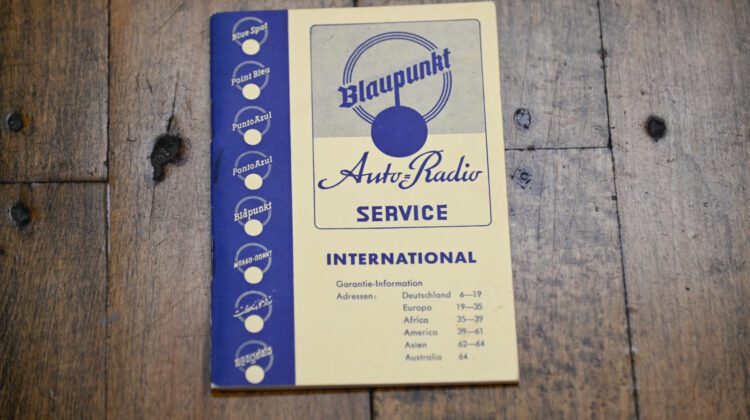 Blue Spot
Point Bleu
Punto Azul
Ponto Azul
Blåpunkt
Blaupunkt
Auto=Radio
SERVICE
INTERNATIONAL
Garantie-Information
Adressen: Deutschland 6—19
Europa 19—35
Africa 35—39
America 39—61
Asien 62—64
Australia 64